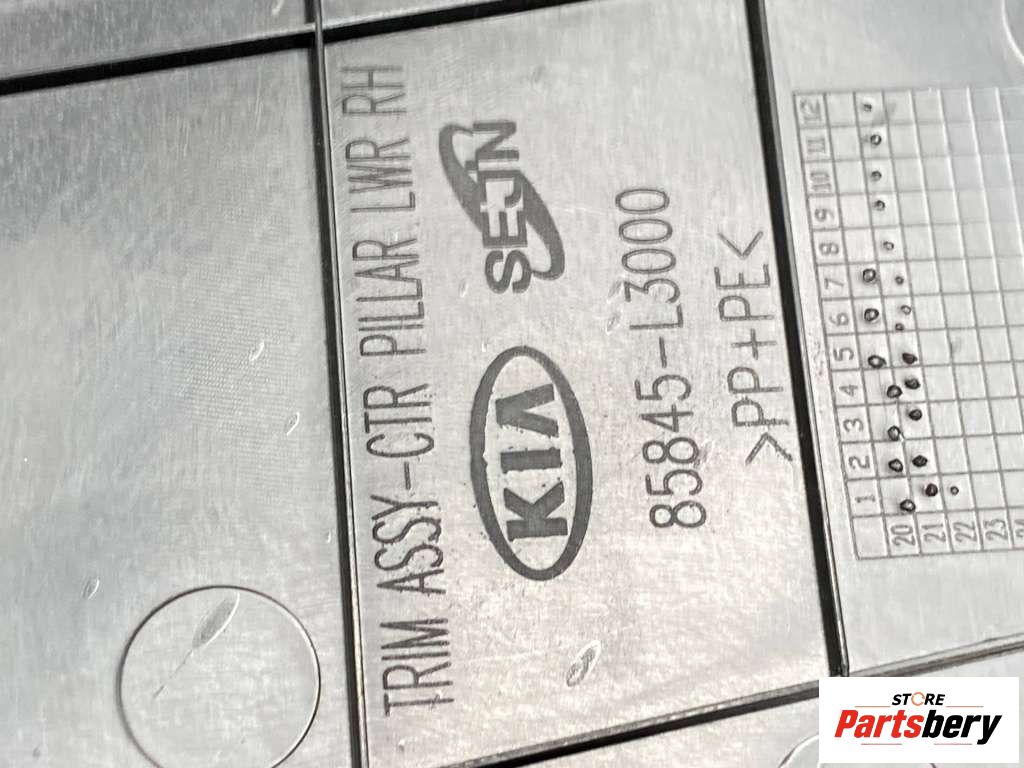 TRIM ASSY-CTR PILLAR LWR RH
KIA SEJIN
85845-L3000
>PP+PE<
1 2 3 4 5 6 7 8 9 10 11 12
20
21
22
23
STORE
Partsbery